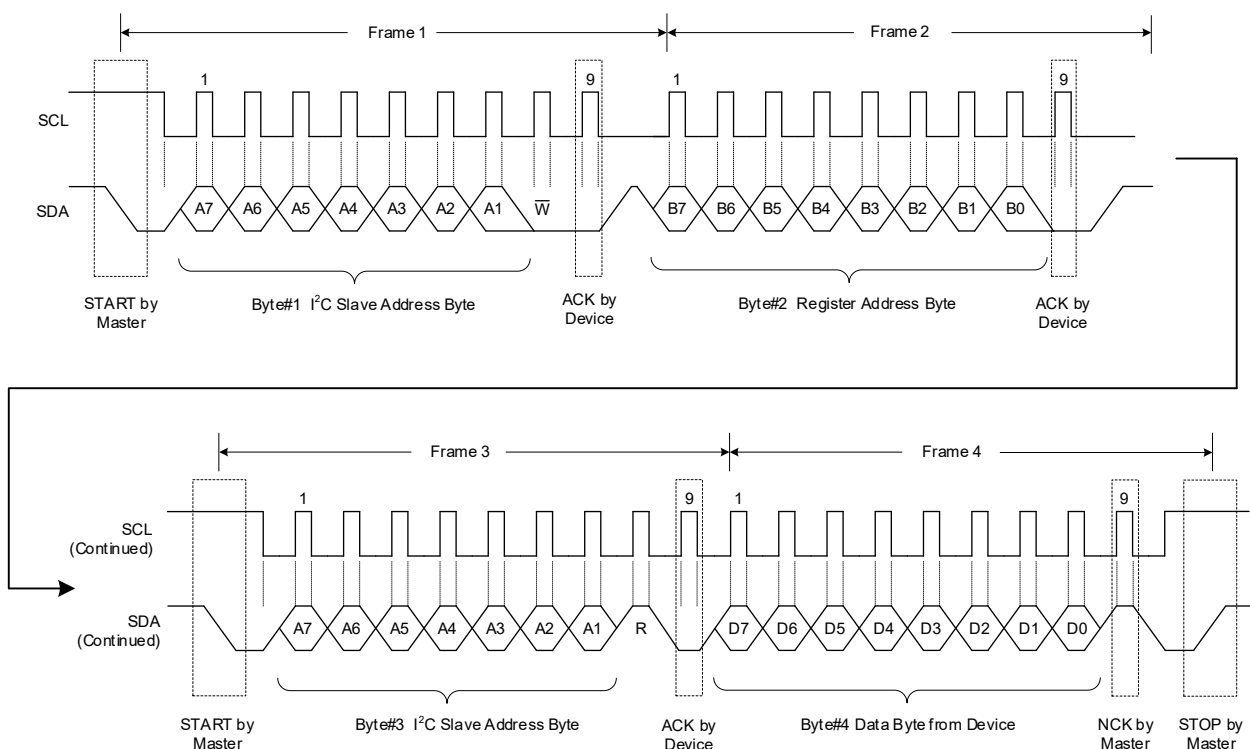 Frame 1 Frame 2
1 9 1 9
SCL
SDA A7 A6 A5 A4 A3 A2 A1 W̅ B7 B6 B5 B4 B3 B2 B1 B0
START by
Master
Byte#1 I²C Slave Address Byte
ACK by
Device
Byte#2 Register Address Byte
ACK by
Device
Frame 3 Frame 4
1 9 1 9
SCL
(Continued)
SDA
(Continued)
A7 A6 A5 A4 A3 A2 A1 R D7 D6 D5 D4 D3 D2 D1 D0
START by
Master
Byte#3 I²C Slave Address Byte
ACK by
Device
Byte#4 Data Byte from Device
NCK by
Master
STOP by
Master